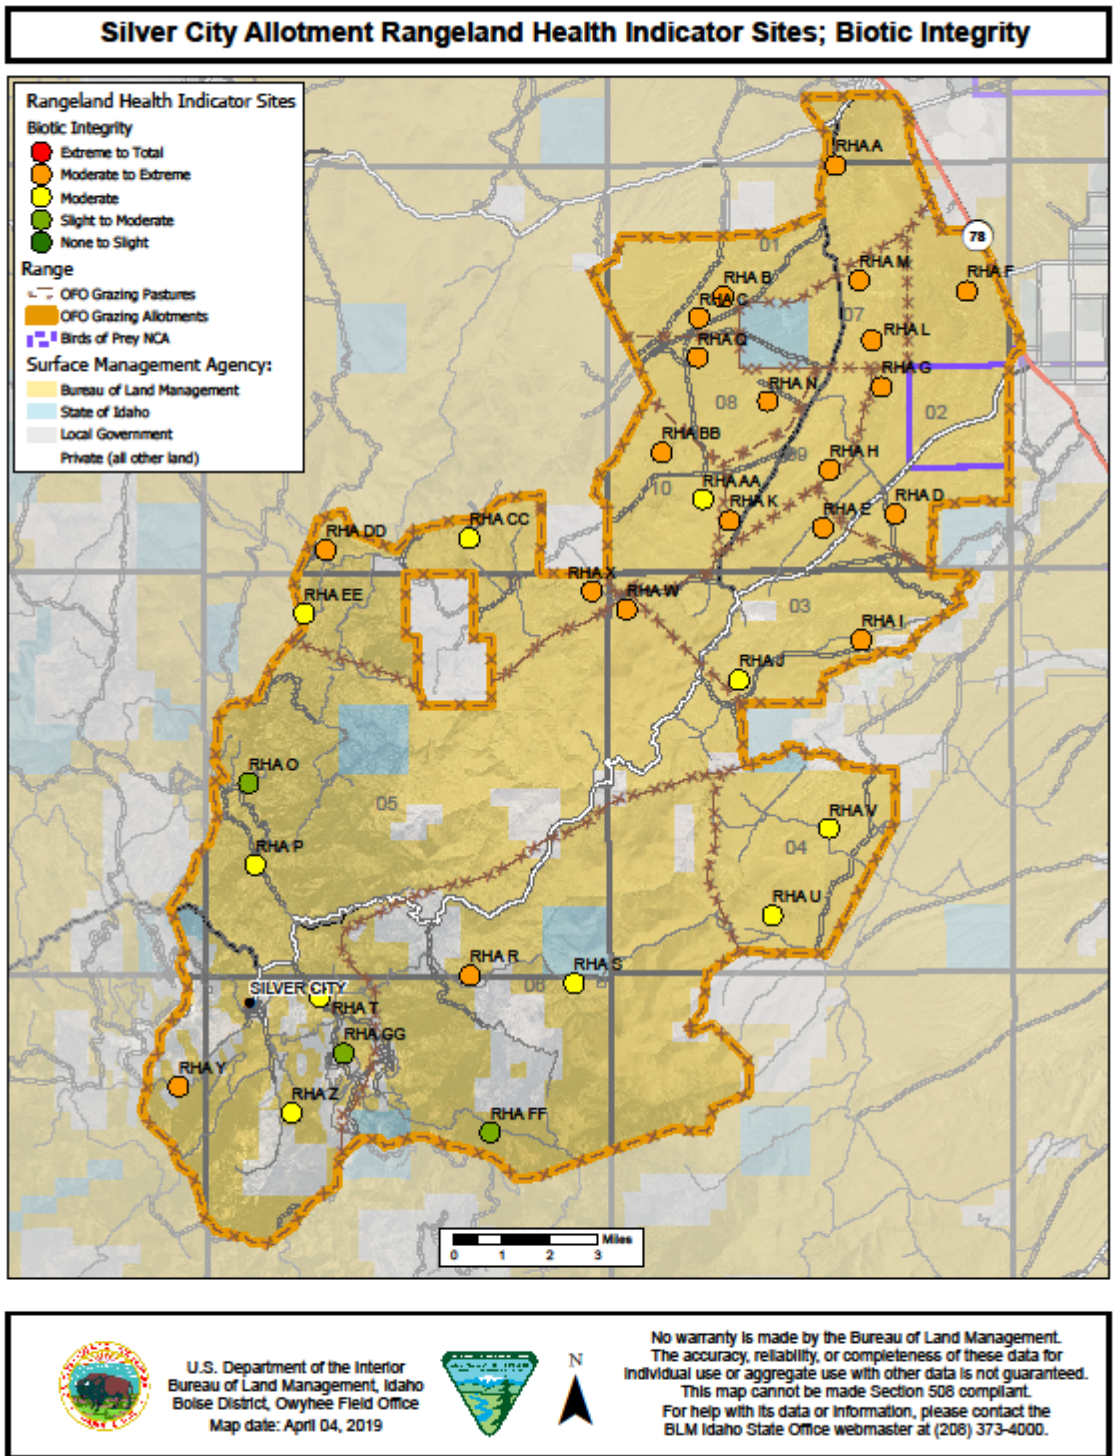 Silver City Allotment Rangeland Health Indicator Sites; Biotic Integrity
Rangeland Health Indicator Sites
Biotic Integrity
Extreme to Total
Moderate to Extreme
Moderate
Slight to Moderate
None to Slight
Range
OFO Grazing Pastures
OFO Grazing Allotments
Birds of Prey NCA
Surface Management Agency:
Bureau of Land Management
State of Idaho
Local Government
Private (all other land)
RHA A
78
01
RHA M
RHA F
RHA B
RHA C
07
RHA L
RHA Q
RHA G
RHA N
08
02
RHA BB
RHA H
09
10
RHA AA
RHA K
RHA E
RHA D
RHA DD
RHA CC
RHA X
RHA W
RHA EE
03
RHA I
RHA J
RHA O
05
RHA V
04
RHA P
RHA U
RHA R
RHA S
06
SILVER CITY
RHA T
RHA GG
RHA Y
RHA Z
RHA FF
Miles
0 1 2 3
U.S. Department of the Interior
Bureau of Land Management, Idaho
Boise District, Owyhee Field Office
Map date: April 04, 2019
N
No warranty is made by the Bureau of Land Management.
The accuracy, reliability, or completeness of these data for
individual use or aggregate use with other data is not guaranteed.
This map cannot be made Section 508 compliant.
For help with its data or information, please contact the
BLM Idaho State Office webmaster at (208) 373-4000.